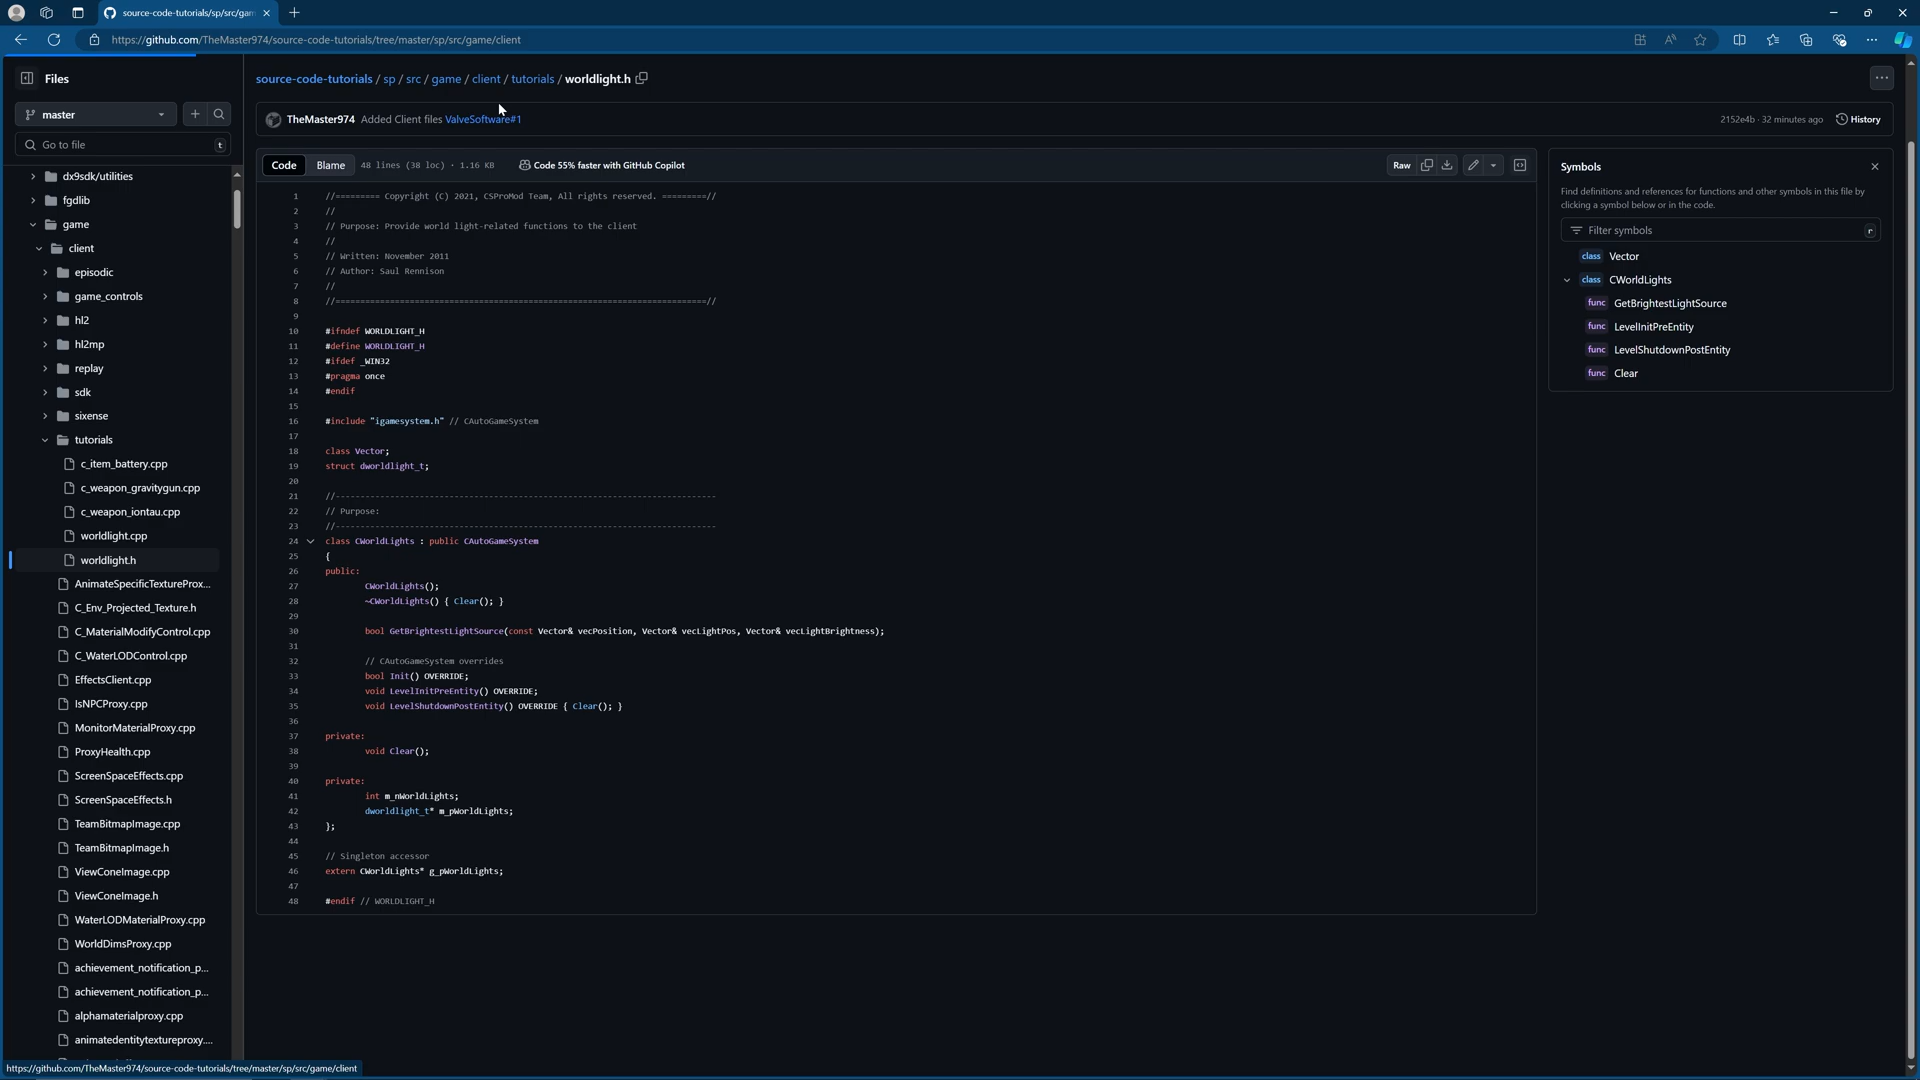 source-code-tutorials/sp/src/gam
https://github.com/TheMaster974/source-code-tutorials/tree/master/sp/src/game/client
Files
master
Go to file
t
dx9sdk/utilities
fgdlib
game
client
episodic
game_controls
hl2
hl2mp
replay
sdk
sixense
tutorials
c_item_battery.cpp
c_weapon_gravitygun.cpp
c_weapon_iontau.cpp
worldlight.cpp
worldlight.h
AnimateSpecificTextureProx...
C_Env_Projected_Texture.h
C_MaterialModifyControl.cpp
C_WaterLODControl.cpp
EffectsClient.cpp
IsNPCProxy.cpp
MonitorMaterialProxy.cpp
ProxyHealth.cpp
ScreenSpaceEffects.cpp
ScreenSpaceEffects.h
TeamBitmapImage.cpp
TeamBitmapImage.h
ViewConeImage.cpp
ViewConeImage.h
WaterLODMaterialProxy.cpp
WorldDimsProxy.cpp
achievement_notification_p...
achievement_notification_p...
alphamaterialproxy.cpp
animatedentitytextureproxy....
https://github.com/TheMaster974/source-code-tutorials/tree/master/sp/src/game/client
source-code-tutorials / sp / src / game / client / tutorials / worldlight.h
TheMaster974 Added Client files ValveSoftware#1
2152e4b · 32 minutes ago History
Code Blame 48 lines (38 loc) · 1.16 KB Code 55% faster with GitHub Copilot
Raw
1 //========= Copyright (C) 2021, CSProMod Team, All rights reserved. =========//
2 //
3 // Purpose: Provide world light-related functions to the client
4 //
5 // Written: November 2011
6 // Author: Saul Rennison
7 //
8 //===========================================================================//
9
10 #ifndef WORLDLIGHT_H
11 #define WORLDLIGHT_H
12 #ifdef _WIN32
13 #pragma once
14 #endif
15
16 #include "igamesystem.h" // CAutoGameSystem
17
18 class Vector;
19 struct dworldlight_t;
20
21 //-----------------------------------------------------------------------------
22 // Purpose:
23 //-----------------------------------------------------------------------------
24 class CWorldLights : public CAutoGameSystem
25 {
26 public:
27 CWorldLights();
28 ~CWorldLights() { Clear(); }
29
30 bool GetBrightestLightSource(const Vector& vecPosition, Vector& vecLightPos, Vector& vecLightBrightness);
31
32 // CAutoGameSystem overrides
33 bool Init() OVERRIDE;
34 void LevelInitPreEntity() OVERRIDE;
35 void LevelShutdownPostEntity() OVERRIDE { Clear(); }
36
37 private:
38 void Clear();
39
40 private:
41 int m_nWorldLights;
42 dworldlight_t* m_pWorldLights;
43 };
44
45 // Singleton accessor
46 extern CWorldLights* g_pWorldLights;
47
48 #endif // WORLDLIGHT_H
Symbols
Find definitions and references for functions and other symbols in this file by
clicking a symbol below or in the code.
Filter symbols
r
class Vector
class CWorldLights
func GetBrightestLightSource
func LevelInitPreEntity
func LevelShutdownPostEntity
func Clear